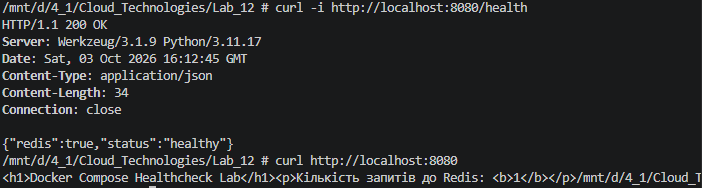 /mnt/d/4_1/Cloud_Technologies/Lab_12 # curl -i http://localhost:8080/health
HTTP/1.1 200 OK
Server: Werkzeug/3.1.9 Python/3.11.17
Date: Sat, 03 Oct 2026 16:12:45 GMT
Content-Type: application/json
Content-Length: 34
Connection: close

{"redis":true,"status":"healthy"}
/mnt/d/4_1/Cloud_Technologies/Lab_12 # curl http://localhost:8080
<h1>Docker Compose Healthcheck Lab</h1><p>Кількість запитів до Redis: <b>1</b></p>/mnt/d/4_1/Cloud_T